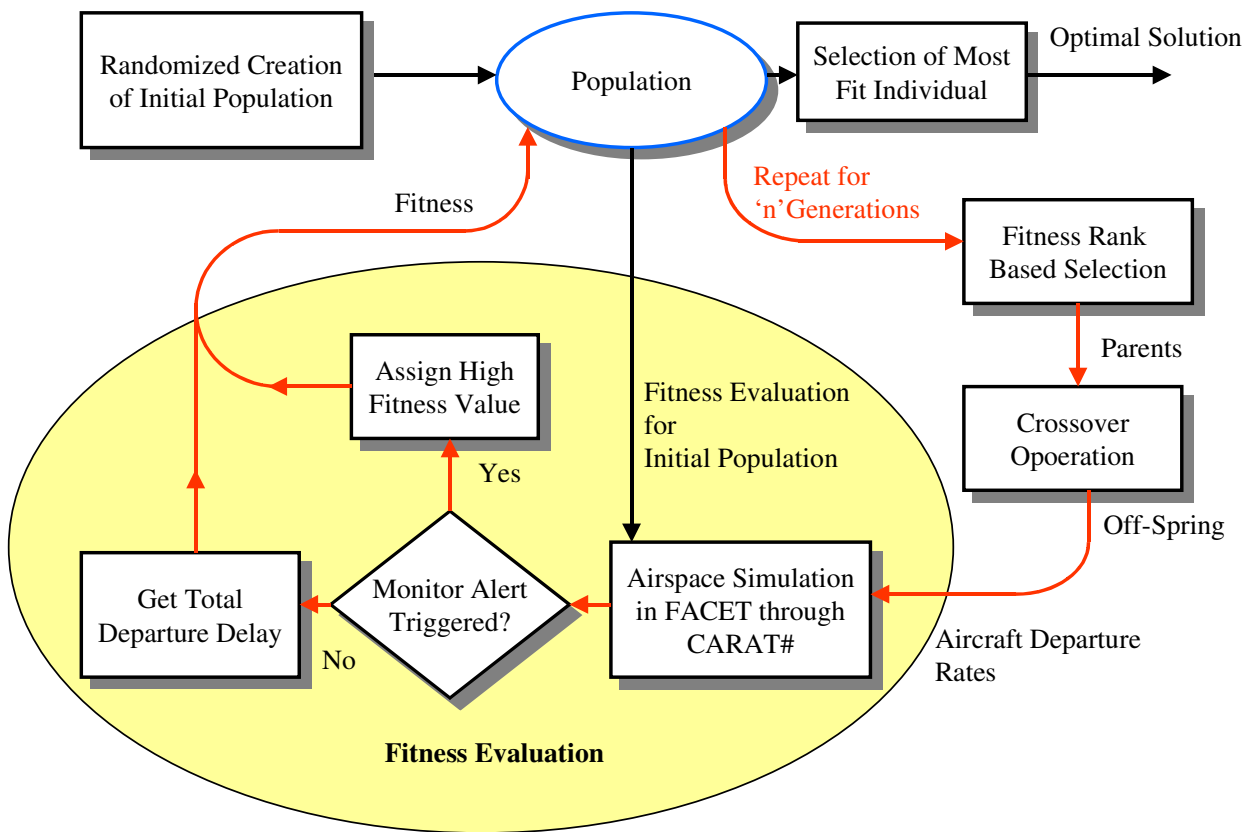 Randomized Creation
of Initial Population
Population
Selection of Most
Fit Individual
Optimal Solution
Repeat for
‘n’Generations
Fitness
Fitness Rank
Based Selection
Parents
Crossover
Opoeration
Off-Spring
Aircraft Departure
Rates
Fitness Evaluation
for
Initial Population
Airspace Simulation
in FACET through
CARAT#
Monitor Alert
Triggered?
Yes
Assign High
Fitness Value
No
Get Total
Departure Delay
Fitness Evaluation